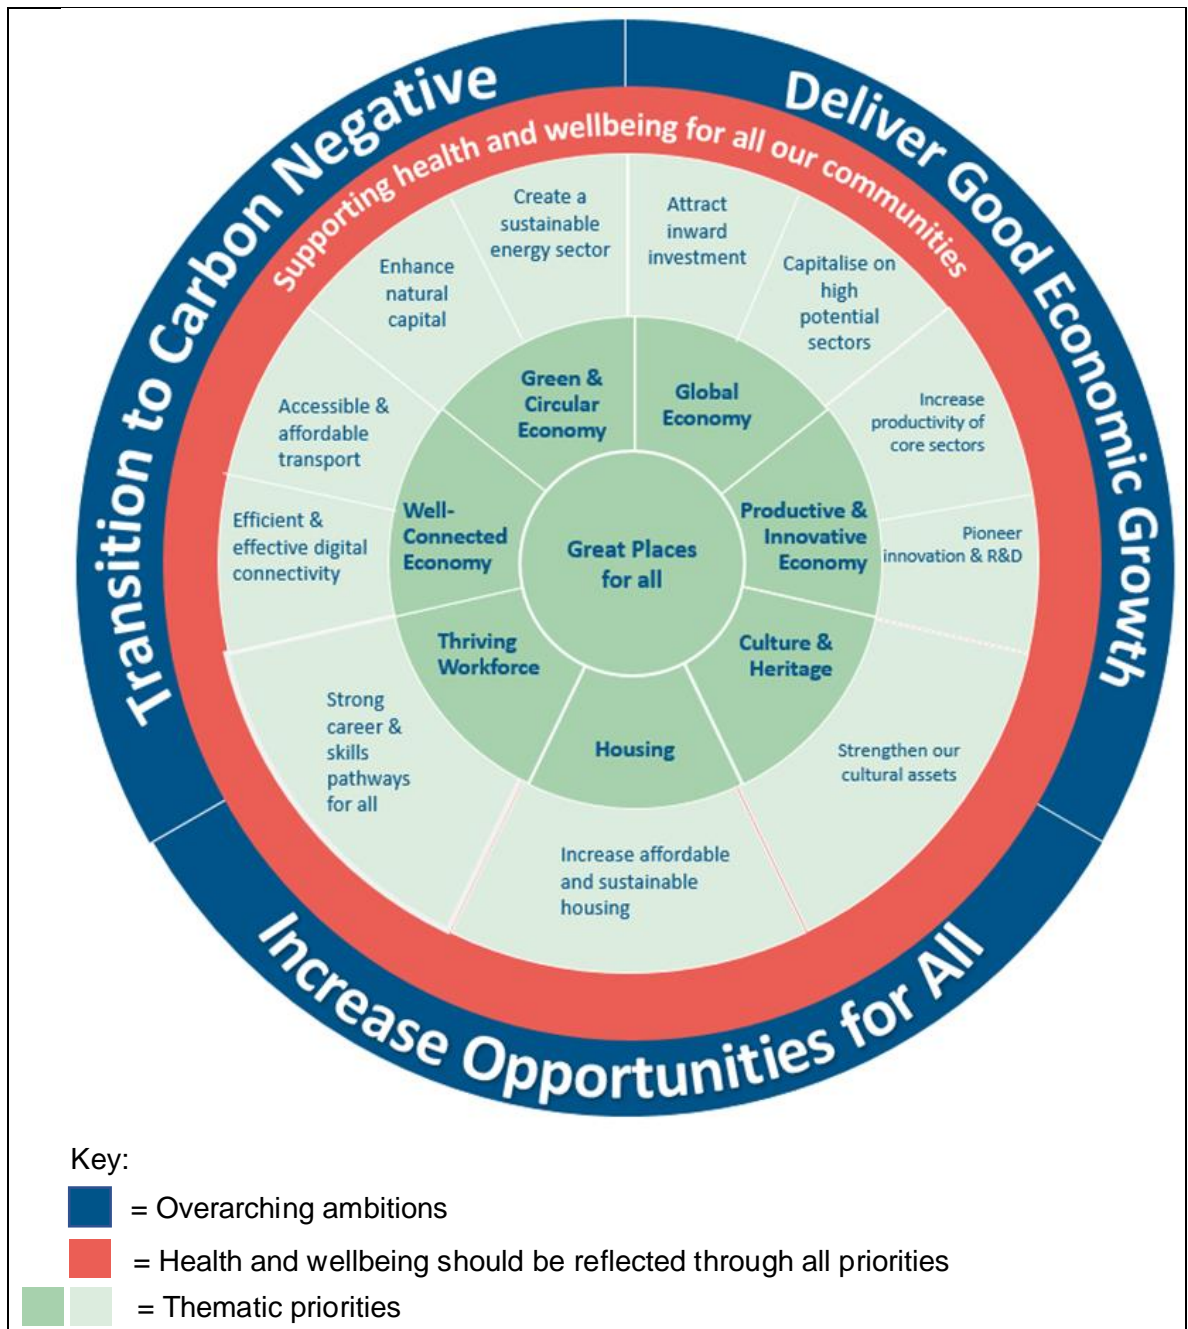 Transition to Carbon Negative
Deliver Good Economic Growth
Increase Opportunities for All
Supporting health and wellbeing for all our communities
Create a
sustainable
energy sector
Attract
inward
investment
Enhance
natural
capital
Capitalise on
high
potential
sectors
Accessible &
affordable
transport
Increase
productivity of
core sectors
Efficient &
effective digital
connectivity
Pioneer
innovation & R&D
Strong
career &
skills
pathways
for all
Strengthen our
cultural assets
Increase affordable
and sustainable
housing
Green &
Circular
Economy
Global
Economy
Well-
Connected
Economy
Productive &
Innovative
Economy
Thriving
Workforce
Culture &
Heritage
Housing
Great Places
for all
Key:
= Overarching ambitions
= Health and wellbeing should be reflected through all priorities
= Thematic priorities